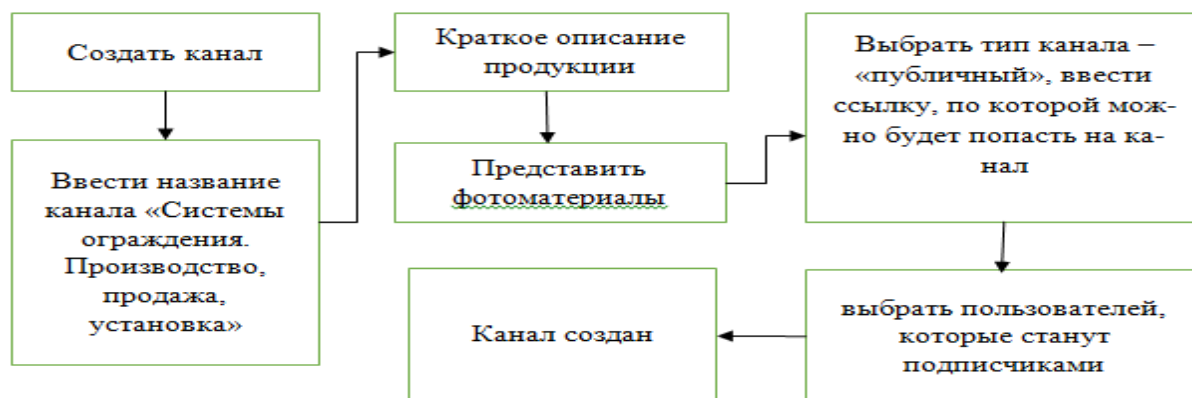 Создать канал
Ввести название
канала «Системы
ограждения.
Производство,
продажа,
установка»
Краткое описание
продукции
Представить
фотоматериалы
Выбрать тип канала –
«публичный», ввести
ссылку, по которой мож-
но будет попасть на ка-
нал
выбрать пользователей,
которые станут
подписчиками
Канал создан